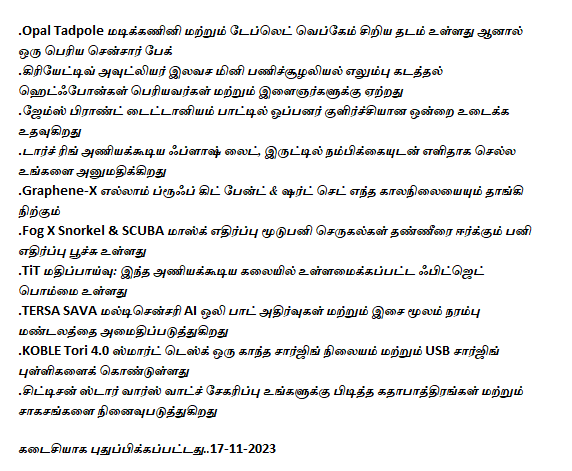 .Opal Tadpole மடிக்கணினி மற்றும் டேப்லெட் வெப்கேம் சிறிய தடம் உள்ளது ஆனால்
ஒரு பெரிய சென்சார் பேக்
.கிரியேட்டிவ் அவுட்லியர் இலவச மினி பணிச்சூழலியல் எலும்பு கடத்தல்
ஹெட்ஃபோன்கள் பெரியவர்கள் மற்றும் இளைஞர்களுக்கு ஏற்றது
.ஜேம்ஸ் பிராண்ட் டைட்டானியம் பாட்டில் ஒப்பனர் குளிர்ச்சியான ஒன்றை உடைக்க
உதவுகிறது
.டார்ச் ரிங் அணியக்கூடிய ஃப்ளாஷ் லைட், இருட்டில் நம்பிக்கையுடன் எளிதாக செல்ல
உங்களை அனுமதிக்கிறது
.Graphene-X எல்லாம் ப்ரூஃப் கிட் பேன்ட் & ஷர்ட் செட் எந்த காலநிலையையும் தாங்கி
நிற்கும்
.Fog X Snorkel & SCUBA மாஸ்க் எதிர்ப்பு மூடுபனி செருகல்கள் தண்ணீரை ஈர்க்கும் பனி
எதிர்ப்பு பூச்சு உள்ளது
.TiT மதிப்பாய்வு: இந்த அணியக்கூடிய கலையில் உள்ளமைக்கப்பட்ட ஃபிட்ஜெட்
பொம்மை உள்ளது
.TERSA SAVA மல்டிசென்சரி AI ஒலி பாட் அதிர்வுகள் மற்றும் இசை மூலம் நரம்பு
மண்டலத்தை அமைதிப்படுத்துகிறது
.KOBLE Tori 4.0 ஸ்மார்ட் டெஸ்க் ஒரு காந்த சார்ஜிங் நிலையம் மற்றும் USB சார்ஜிங்
புள்ளிகளைக் கொண்டுள்ளது
.சிட்டிசன் ஸ்டார் வார்ஸ் வாட்ச் சேகரிப்பு உங்களுக்கு பிடித்த கதாபாத்திரங்கள் மற்றும்
சாகசங்களை நினைவுபடுத்துகிறது
கடைசியாக புதுப்பிக்கப்பட்டது..17-11-2023